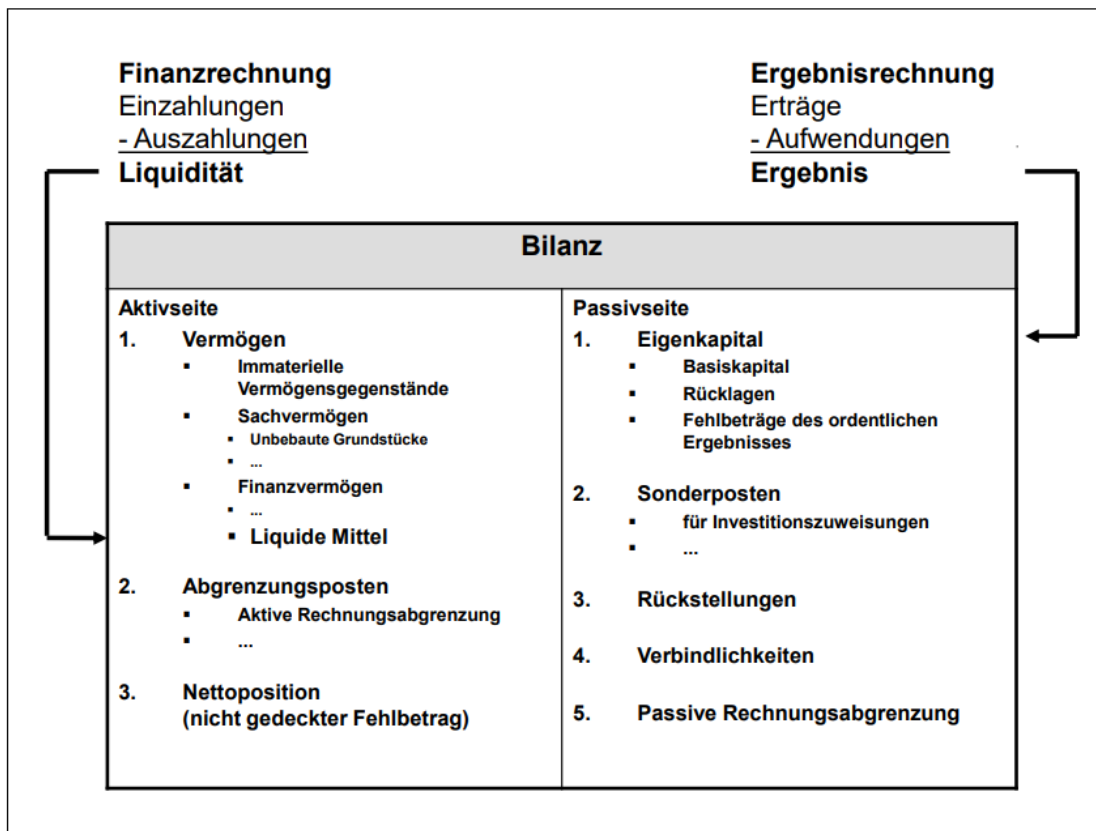 Finanzrechnung
Einzahlungen
- Auszahlungen
Liquidität
Ergebnisrechnung
Erträge
- Aufwendungen
Ergebnis
Bilanz
Aktivseite
1. Vermögen
▪ Immaterielle
Vermögensgegenstände
▪ Sachvermögen
▪ Unbebaute Grundstücke
▪ ...
▪ Finanzvermögen
▪ ...
▪ Liquide Mittel
2. Abgrenzungsposten
▪ Aktive Rechnungsabgrenzung
▪ ...
3. Nettoposition
(nicht gedeckter Fehlbetrag)
Passivseite
1. Eigenkapital
▪ Basiskapital
▪ Rücklagen
▪ Fehlbeträge des ordentlichen
Ergebnisses
2. Sonderposten
▪ für Investitionszuweisungen
▪ ...
3. Rückstellungen
4. Verbindlichkeiten
5. Passive Rechnungsabgrenzung